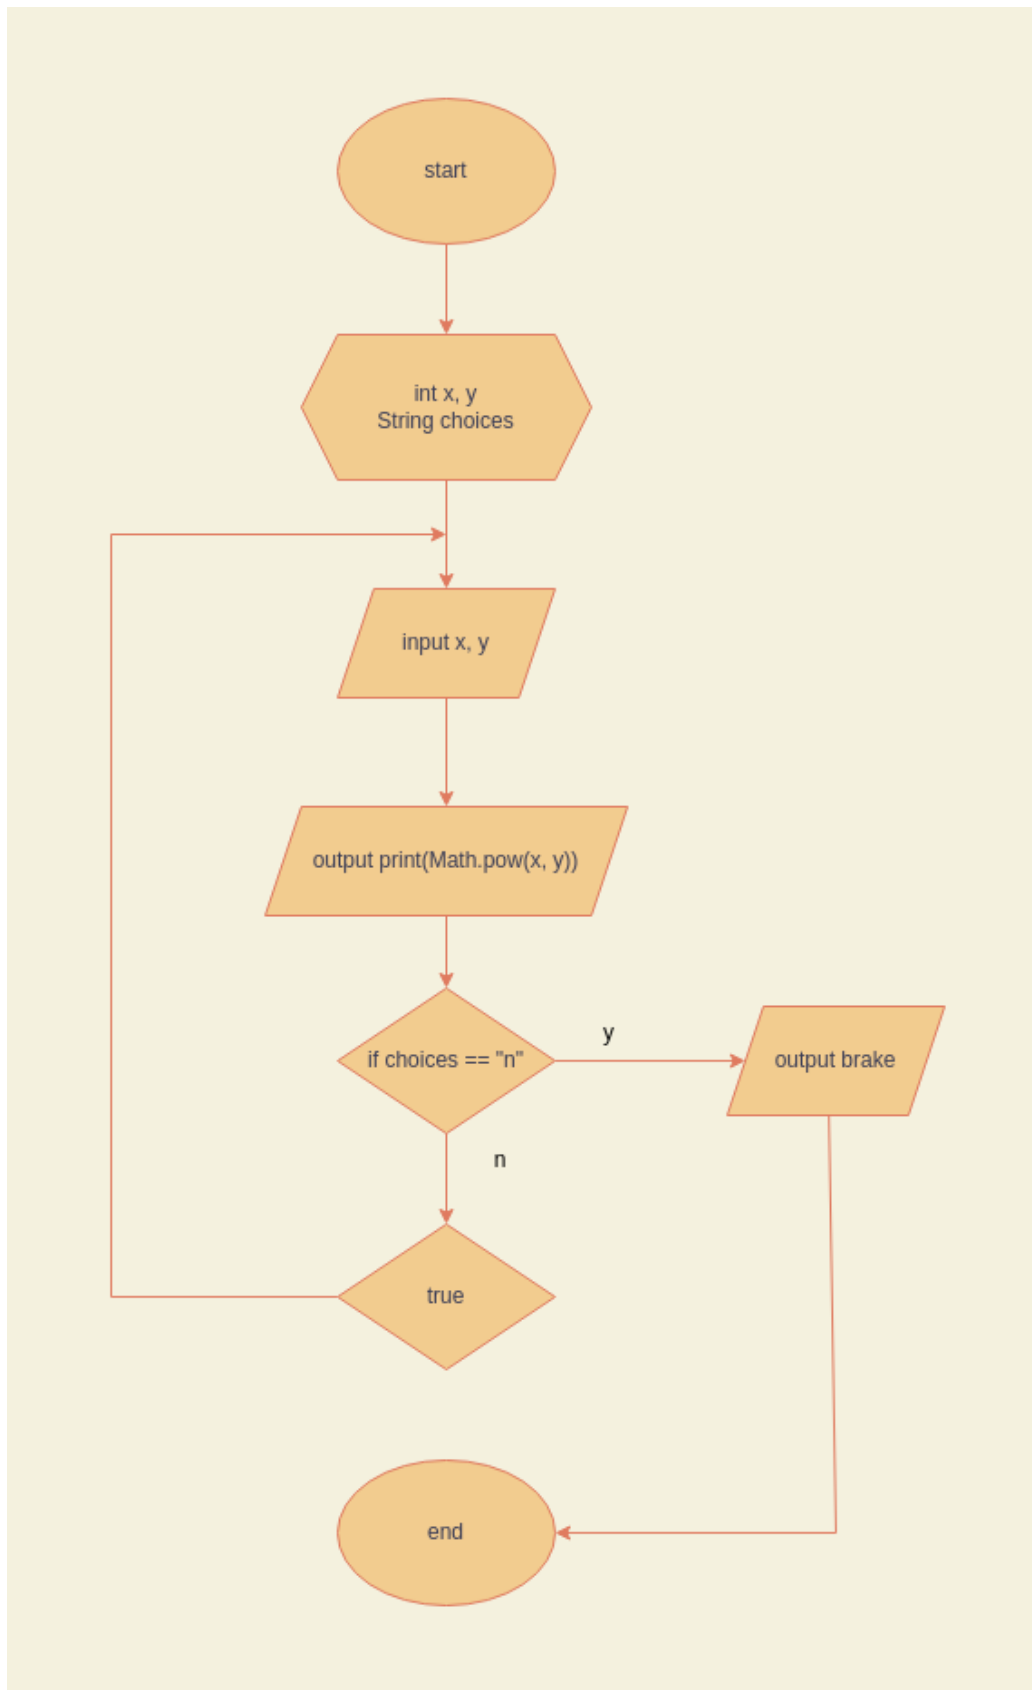 start
int x, y
String choices
input x, y
output print(Math.pow(x, y))
if choices == "n"
y
output brake
n
true
end